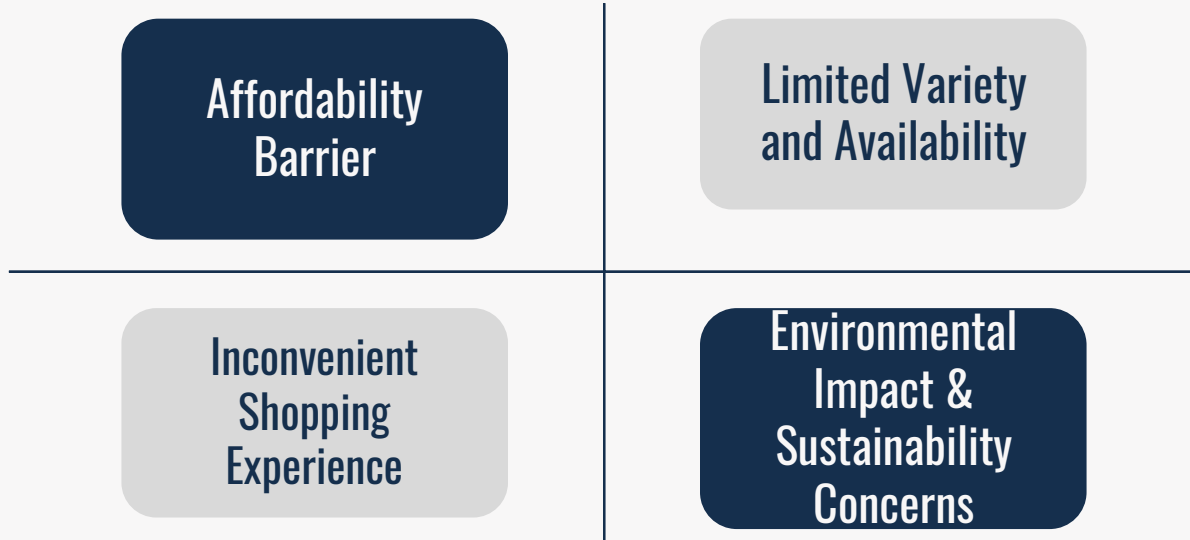 Affordability
Barrier
Limited Variety
and Availability
Inconvenient
Shopping
Experience
Environmental
Impact &
Sustainability
Concerns